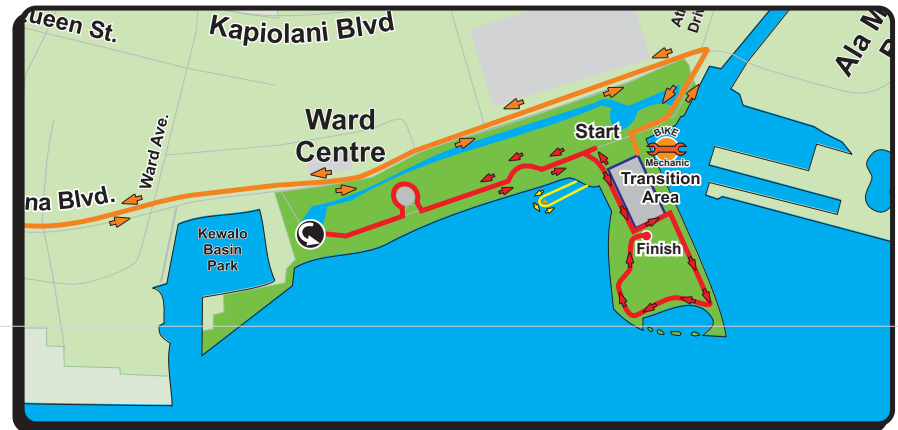 ueen St.
Kapiolani Blvd
Ala M
Ward Ave.
Ward
Centre
Start
BIKE
Mechanic
Transition
Area
na Blvd.
Kewalo
Basin
Park
Finish